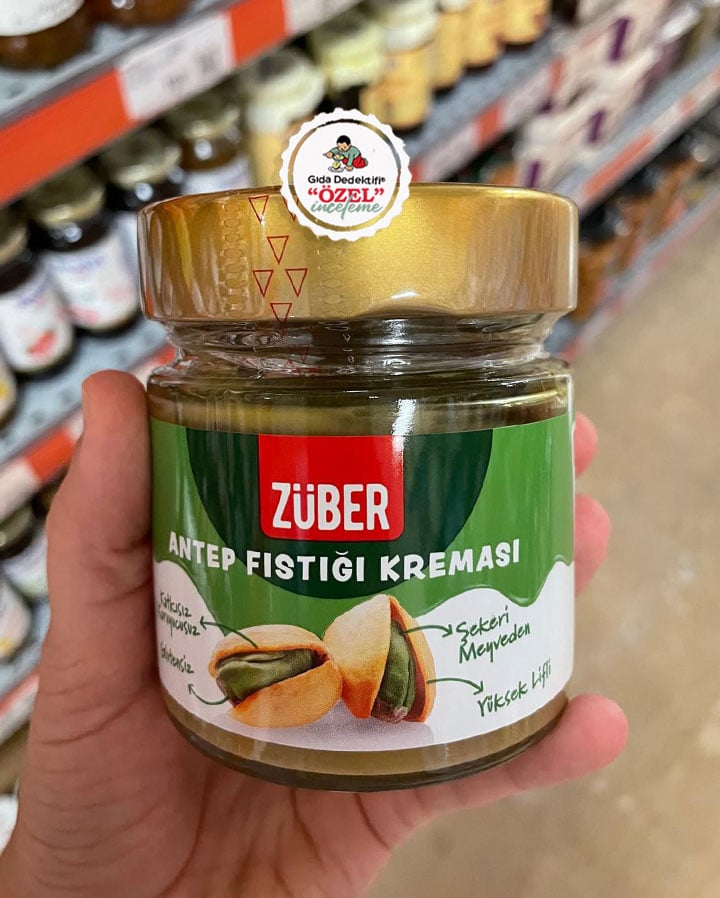 Gıda Dedektifi®
"ÖZEL"
inceleme
ZÜBER
ANTEP FISTIĞI KREMASI
Katkısız
Koruyucusuz
Glutensiz
Şekeri
Meyveden
Yüksek Lifli